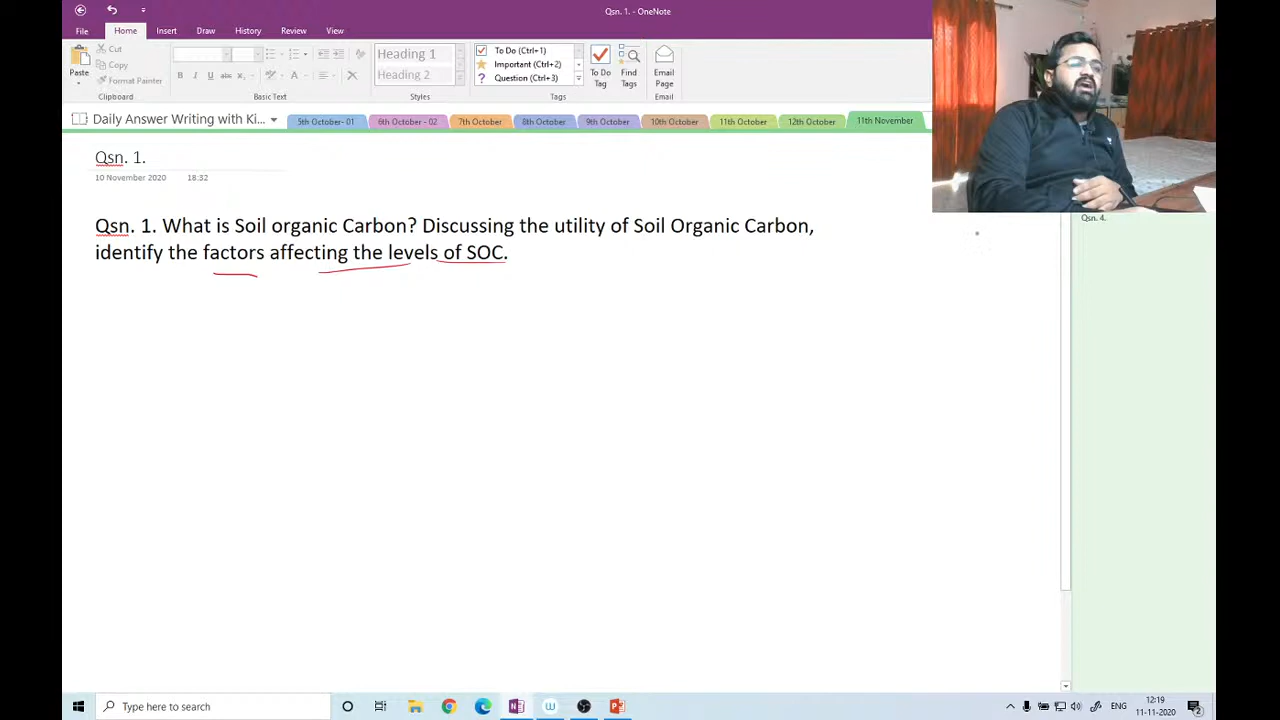 Qsn. 1. - OneNote
File Home Insert Draw History Review View
Cut
Copy
Format Painter
Paste
Clipboard
B I U abc A
Basic Text
Heading 1
Heading 2
Styles
To Do (Ctrl+1)
Important (Ctrl+2)
Question (Ctrl+3)
Tags
To Do Tag
Find Tags
Email Page
Email
Daily Answer Writing with Ki...
5th October- 01 6th October - 02 7th October 8th October 9th October 10th October 11th October 12th October 11th November
Qsn. 1.
10 November 2020 18:32
Qsn. 1. What is Soil organic Carbon? Discussing the utility of Soil Organic Carbon,
identify the factors affecting the levels of SOC.
Qsn. 4.
Type here to search
ENG
12:19
11-11-2020
2